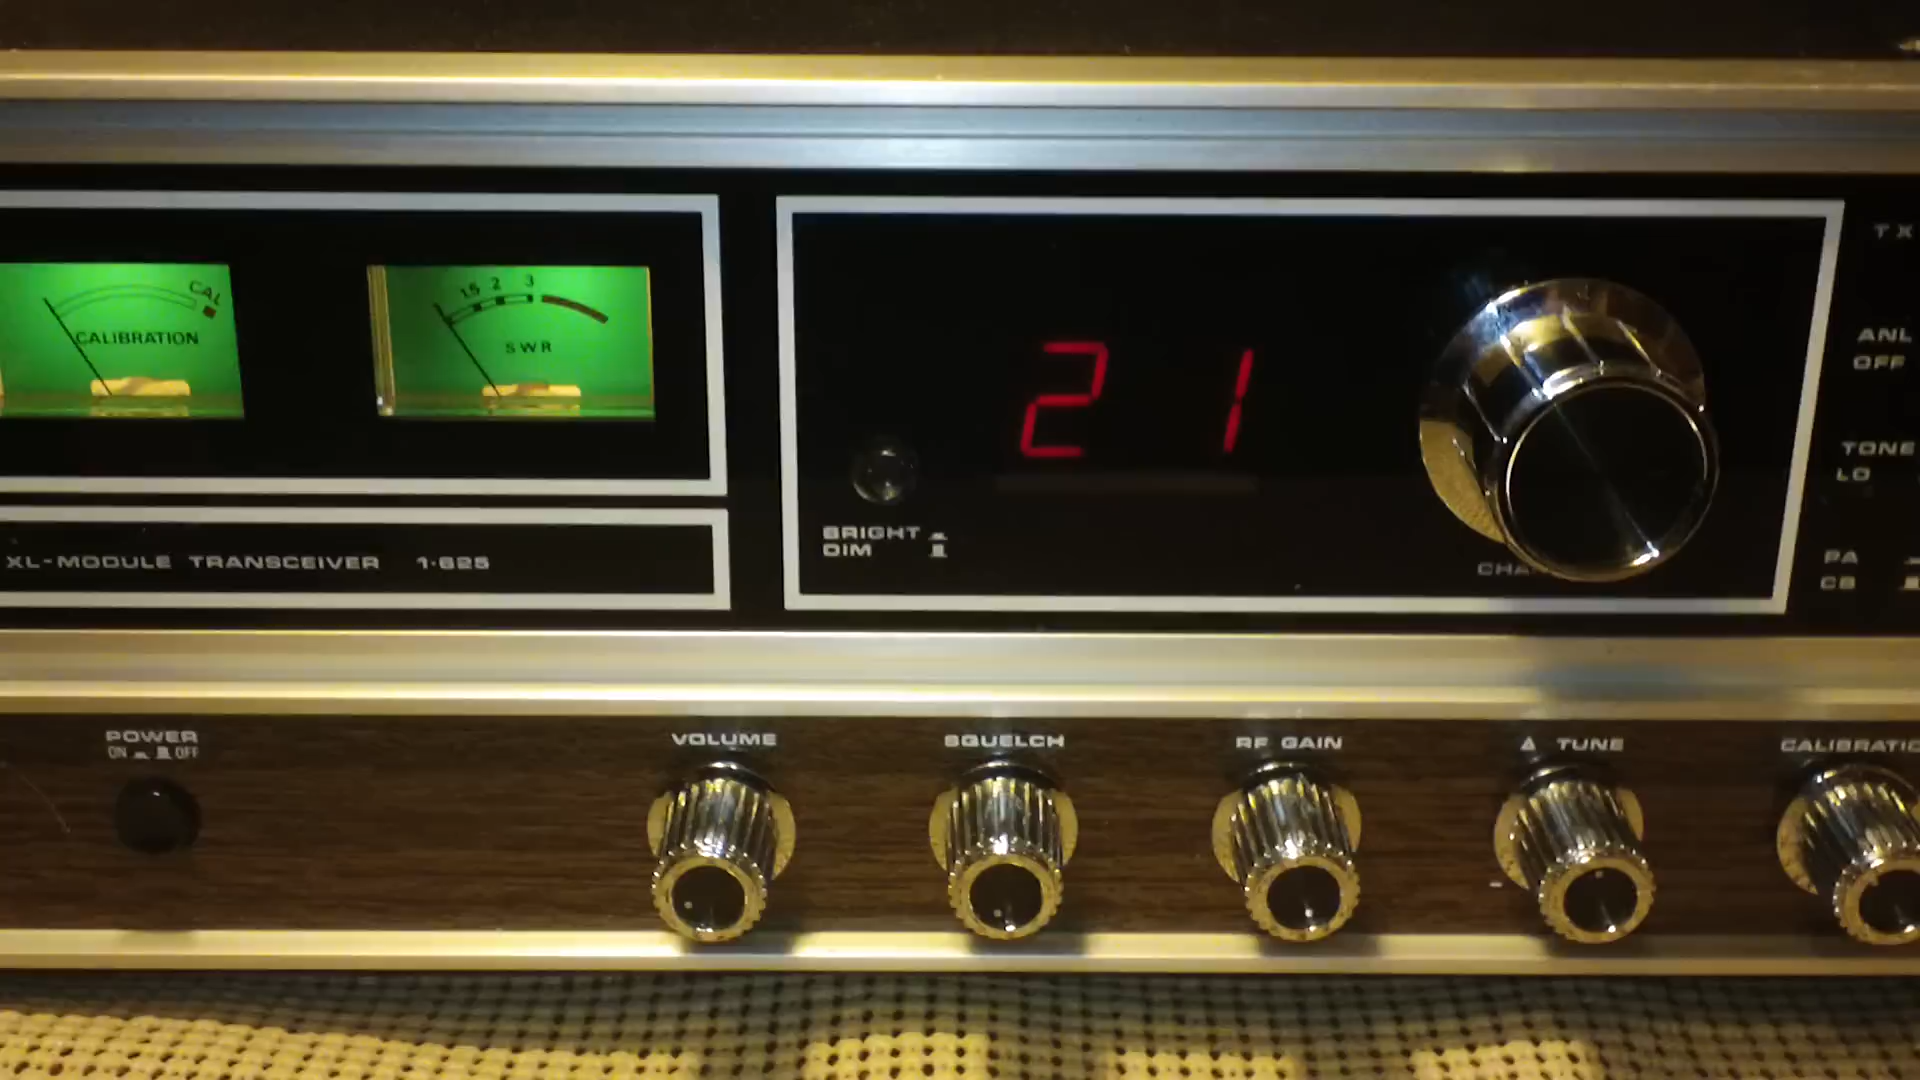 CAL
CALIBRATION
1.5 2 3
SWR
XL-MODULE TRANSCEIVER 1·625
21
BRIGHT
DIM
TX
ANL
OFF
TONE
LO
PA
CB
POWER
ON OFF
VOLUME
SQUELCH
RF GAIN
Δ TUNE